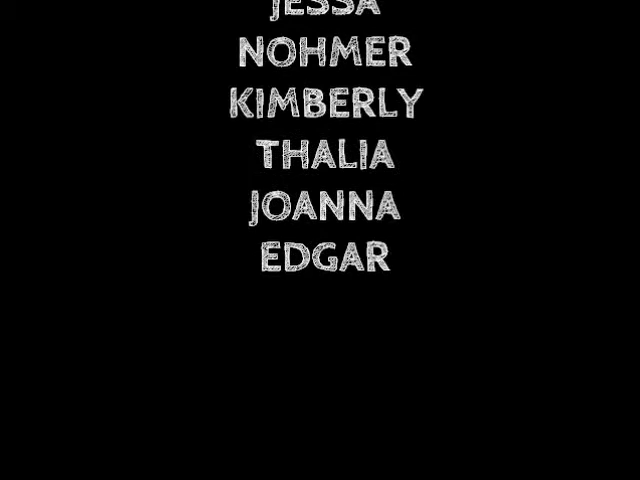 JESSA
NOHMER
KIMBERLY
THALIA
JOANNA
EDGAR